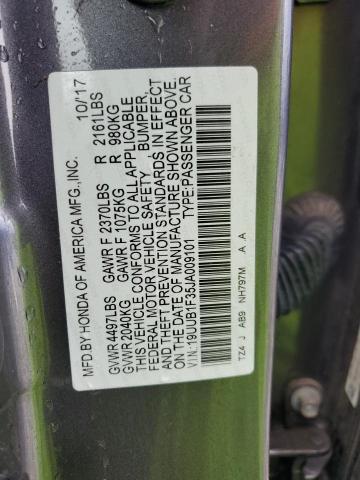 MFD.BY HONDA OF AMERICA MFG.,INC. 10/'17
GVWR 4497LBS GAWR F 2370LBS R 2161LBS
GVWR 2040KG GAWR F 1075KG R 980KG
THIS VEHICLE CONFORMS TO ALL APPLICABLE
FEDERAL MOTOR VEHICLE SAFETY , BUMPER,
AND THEFT PREVENTION STANDARDS IN EFFECT
ON THE DATE OF MANUFACTURE SHOWN ABOVE.
V.I.N.:19UUB1F35JA009101 TYPE:PASSENGER CAR
TZ4 J AB9 NH797M A .A